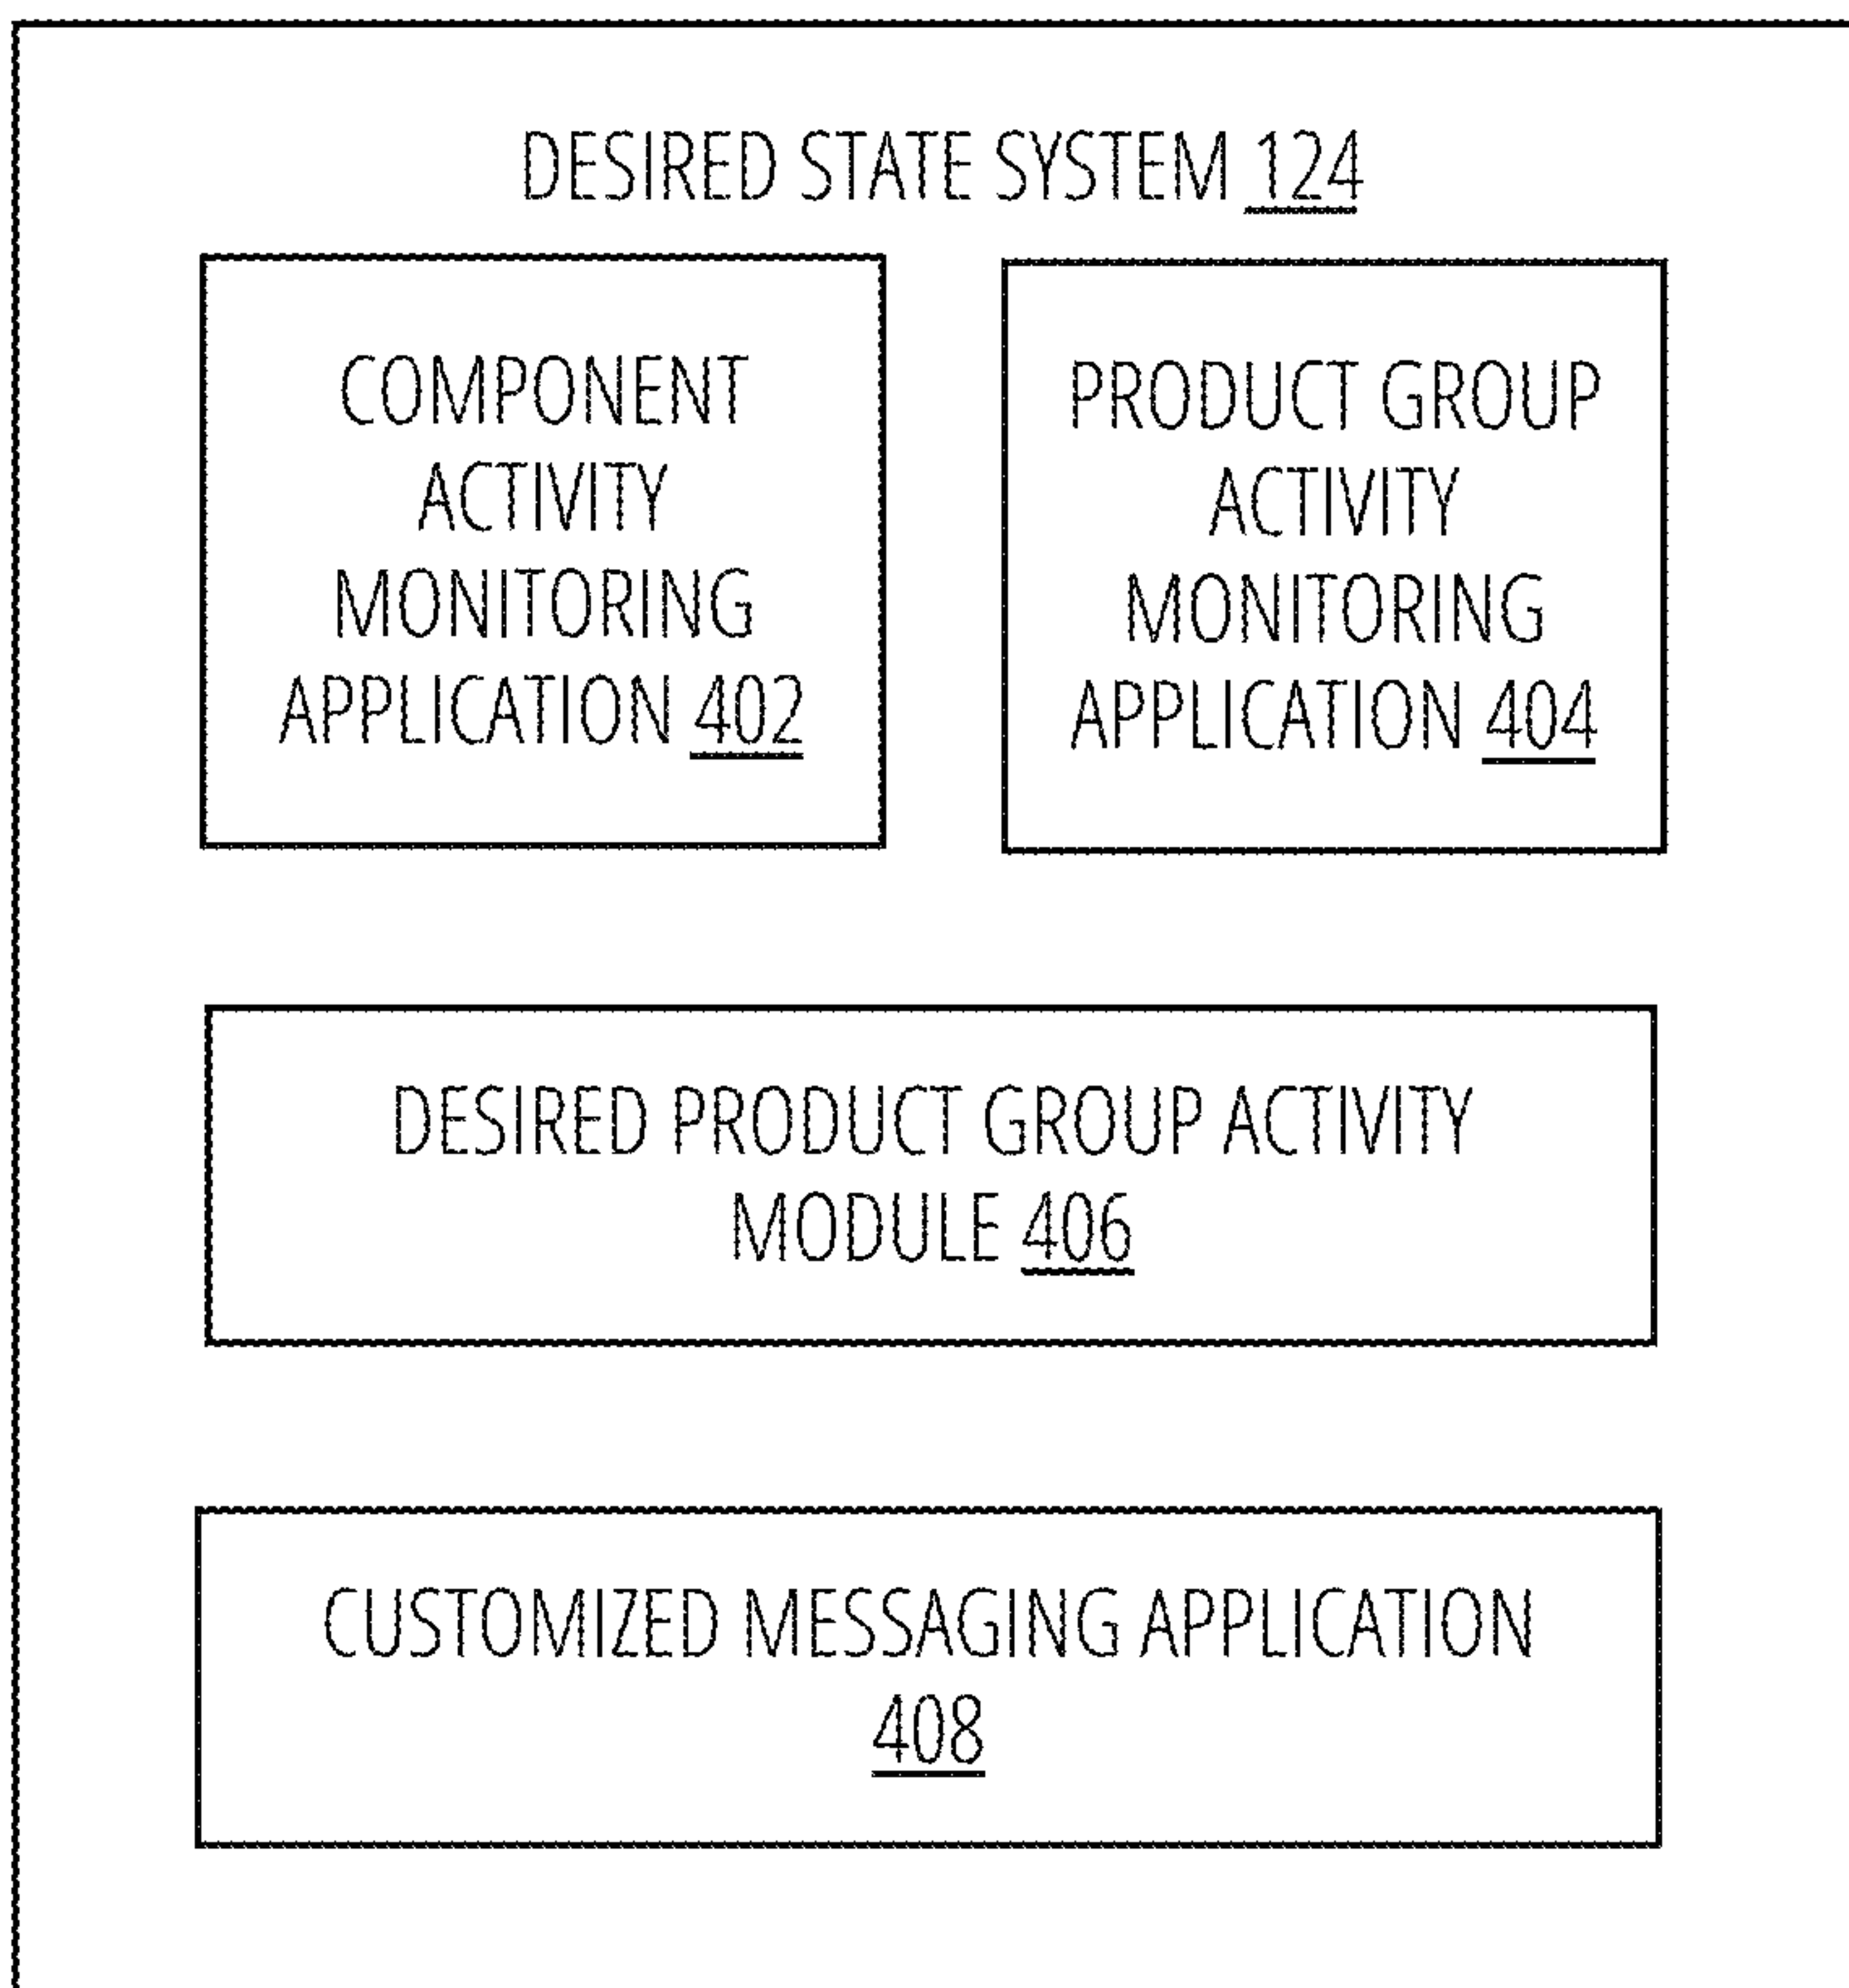 DESIRED STATE SYSTEM 124
COMPONENT
ACTIVITY
MONITORING
APPLICATION 402
PRODUCT GROUP
ACTIVITY
MONITORING
APPLICATION 404
DESIRED PRODUCT GROUP ACTIVITY
MODULE 406
CUSTOMIZED MESSAGING APPLICATION
408